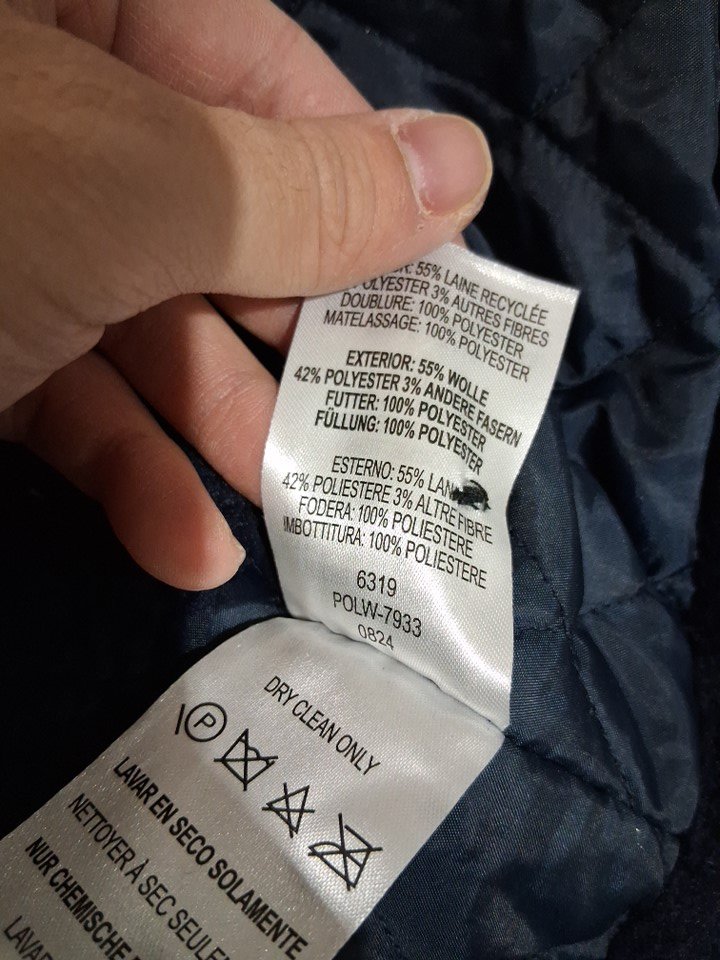 55% LAINE RECYCLÉE
POLYESTER 3% AUTRES FIBRES
DOUBLURE: 100% POLYESTER
MATELASSAGE: 100% POLYESTER
EXTERIOR: 55% WOLLE
42% POLYESTER 3% ANDERE FASERN
FUTTER: 100% POLYESTER
FÜLLUNG: 100% POLYESTER
ESTERNO: 55%
42% POLIESTERE 3% ALTRE FIBRE
FODERA: 100% POLIESTERE
IMBOTTITURA: 100% POLIESTERE
6319
POLW-7933
0824
DRY CLEAN ONLY
P
LAVAR EN SECO SOLAMENTE
NETTOYER À SEC
NUR CHEMISCHE